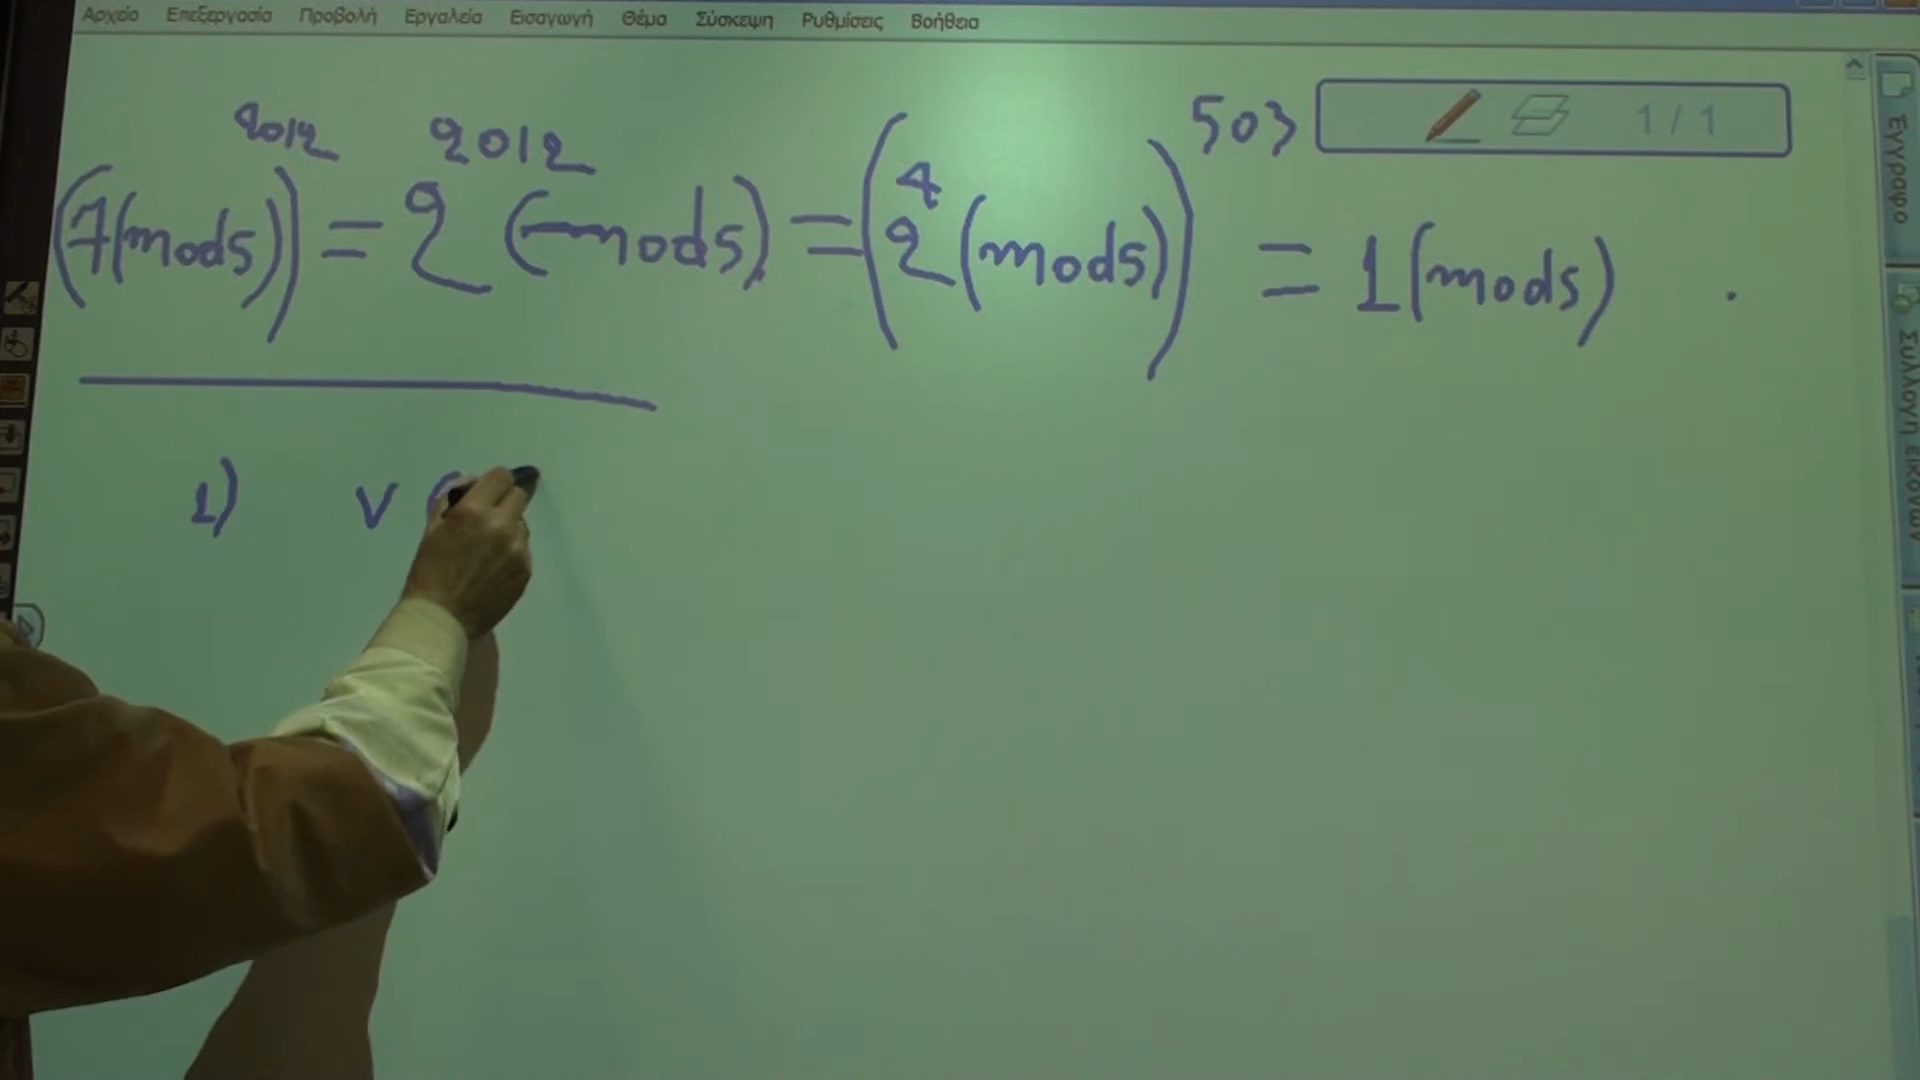 Αρχείο Επεξεργασία Προβολή Εργαλεία Εισαγωγή Θέμα Σύσκεψη Ρυθμίσεις Βοήθεια
1 / 1
(7(mod5))^2012 = 2^2012 (mod5) = (2^4 (mod5))^503 = 1(mod5) .
1) ν (
Έγγραφο
Συλλογή εικόνων